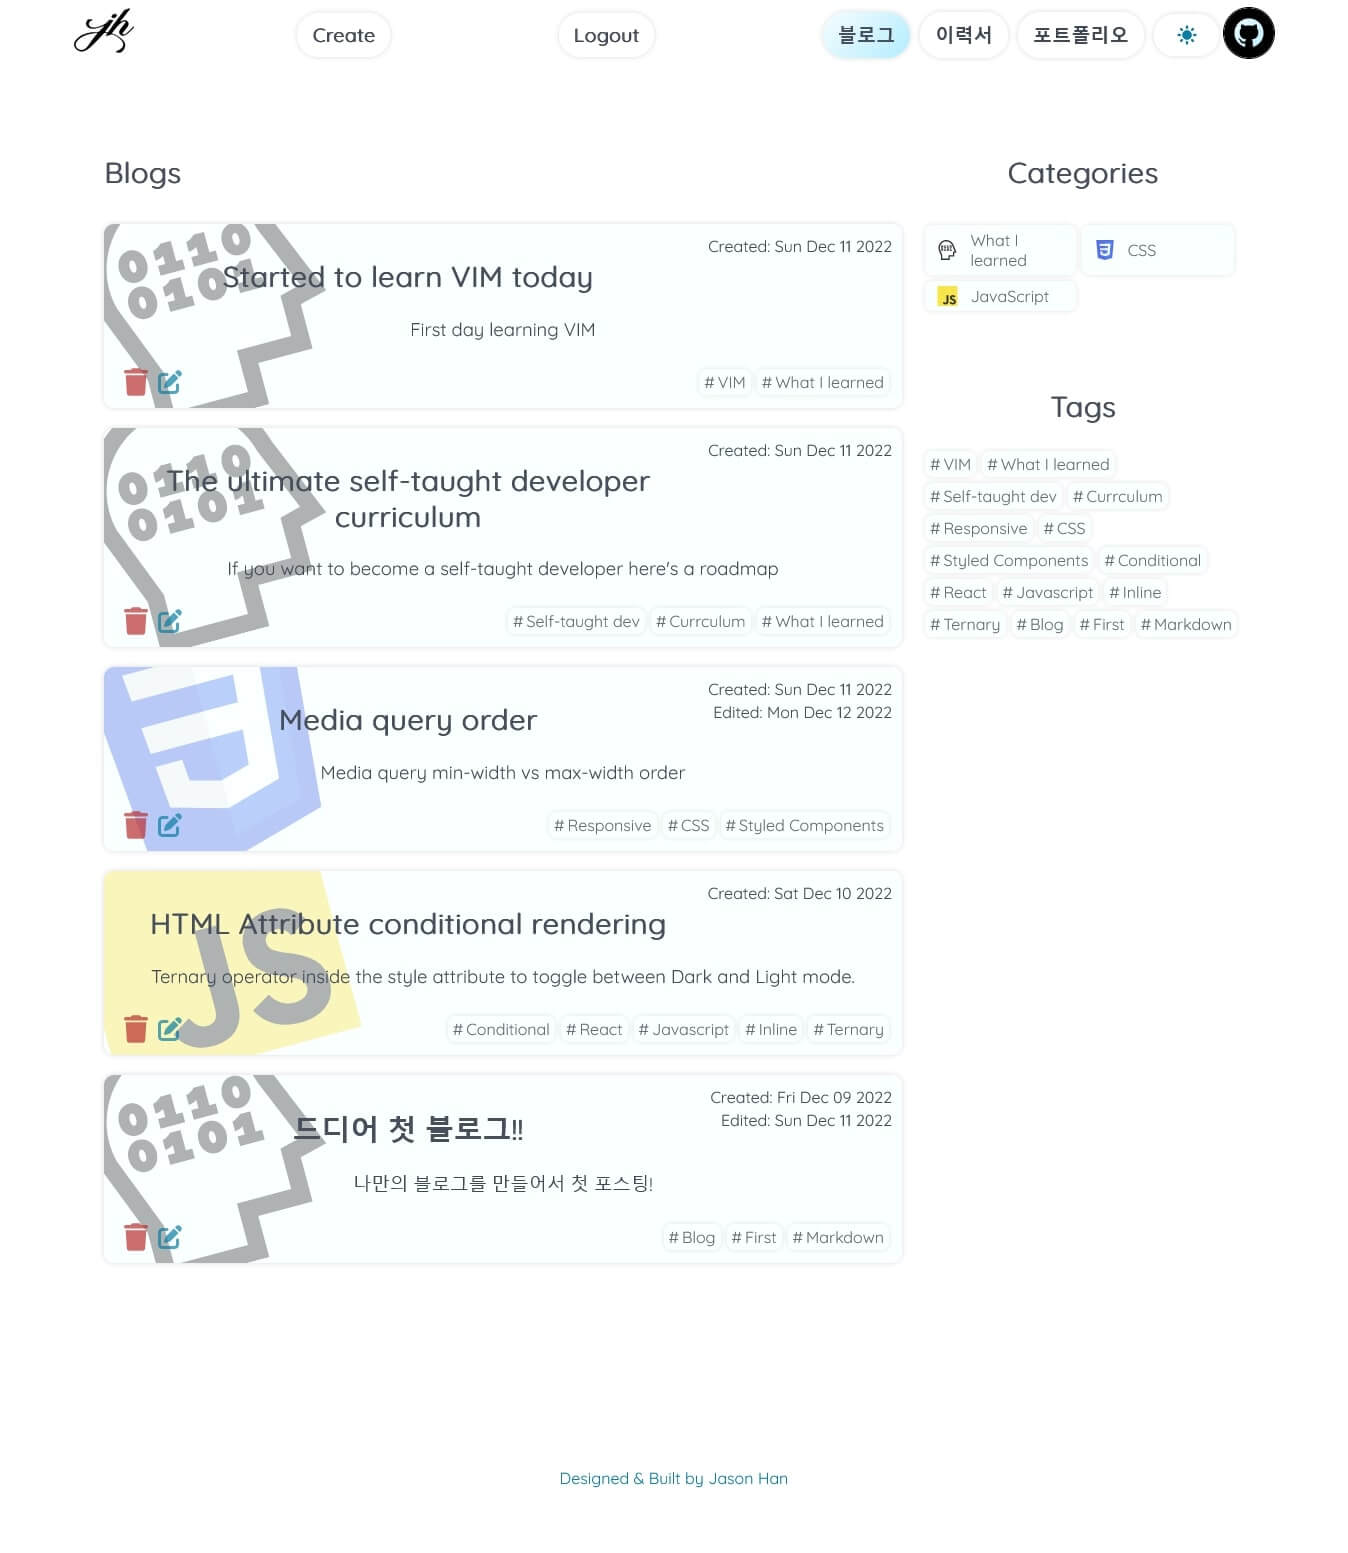 jh
Create
Logout
블로그
이력서
포트폴리오
Blogs
Categories
0110
0101
Created: Sun Dec 11 2022
Started to learn VIM today
First day learning VIM
# VIM
# What I learned
0110
0101
Created: Sun Dec 11 2022
The ultimate self-taught developer
curriculum
If you want to become a self-taught developer here's a roadmap
# Self-taught dev
# Currculum
# What I learned
Created: Sun Dec 11 2022
Edited: Mon Dec 12 2022
Media query order
Media query min-width vs max-width order
# Responsive
# CSS
# Styled Components
JS
Created: Sat Dec 10 2022
HTML Attribute conditional rendering
Ternary operator inside the style attribute to toggle between Dark and Light mode.
# Conditional
# React
# Javascript
# Inline
# Ternary
0110
0101
Created: Fri Dec 09 2022
Edited: Sun Dec 11 2022
드디어 첫 블로그!!
나만의 블로그를 만들어서 첫 포스팅!
# Blog
# First
# Markdown
What I
learned
CSS
JS
JavaScript
Tags
# VIM
# What I learned
# Self-taught dev
# Currculum
# Responsive
# CSS
# Styled Components
# Conditional
# React
# Javascript
# Inline
# Ternary
# Blog
# First
# Markdown
Designed & Built by Jason Han